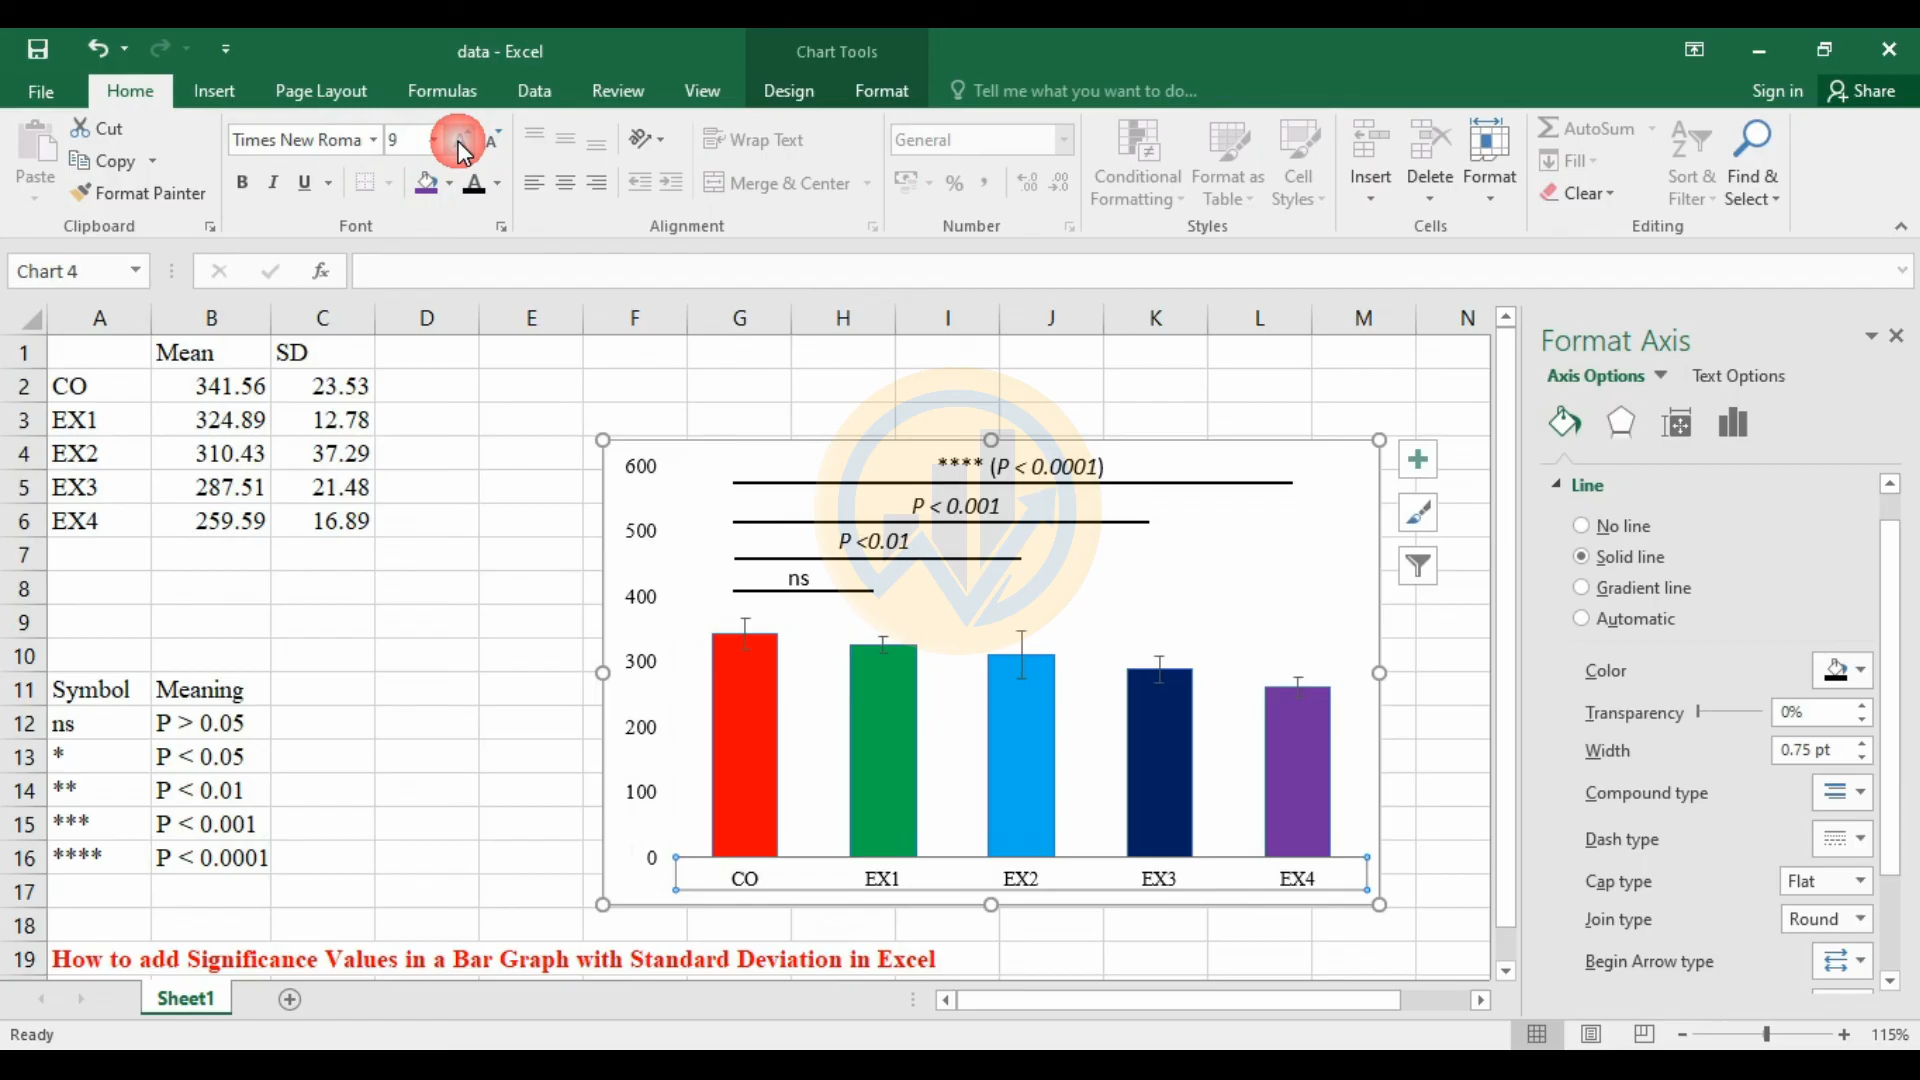 data - Excel
Chart Tools
File Home Insert Page Layout Formulas Data Review View Design Format Tell me what you want to do... Sign in Share
Paste
Cut
Copy
Format Painter
Clipboard
Times New Roma 9
B I U
Font
Wrap Text
Merge & Center
Alignment
General
% ,
Number
Conditional Formatting
Format as Table
Cell Styles
Styles
Insert
Delete
Format
Cells
AutoSum
Fill
Clear
Sort & Filter
Find & Select
Editing
Chart 4
fx
A B C D E F G H I J K L M N
1 Mean SD
2 CO 341.56 23.53
3 EX1 324.89 12.78
4 EX2 310.43 37.29
5 EX3 287.51 21.48
6 EX4 259.59 16.89
7
8
9
10
11 Symbol Meaning
12 ns P > 0.05
13 * P < 0.05
14 ** P < 0.01
15 *** P < 0.001
16 **** P < 0.0001
17
18
19 How to add Significance Values in a Bar Graph with Standard Deviation in Excel
600
500
400
300
200
100
0
**** (P < 0.0001)
P < 0.001
P <0.01
ns
CO EX1 EX2 EX3 EX4
Format Axis
Axis Options Text Options
Line
No line
Solid line
Gradient line
Automatic
Color
Transparency 0%
Width 0.75 pt
Compound type
Dash type
Cap type Flat
Join type Round
Begin Arrow type
Sheet1
Ready
115%